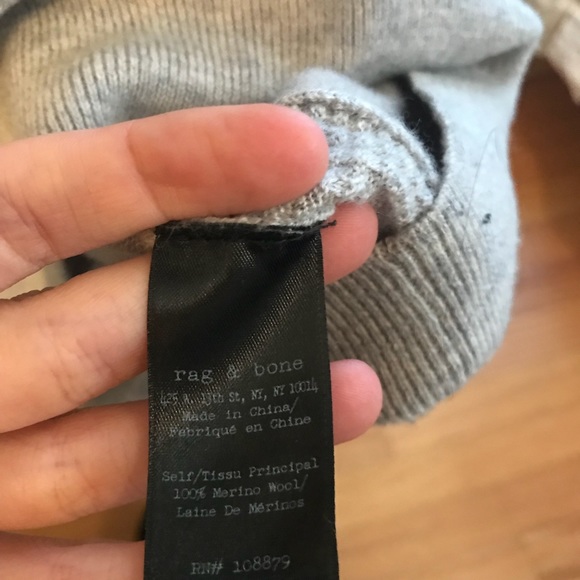 rag & bone
425 W. 13th St, NY, NY 10014
Made in China/
Fabriqué en Chine
Self/Tissu Principal
100% Merino Wool/
Laine De Mérinos
RN# 108879